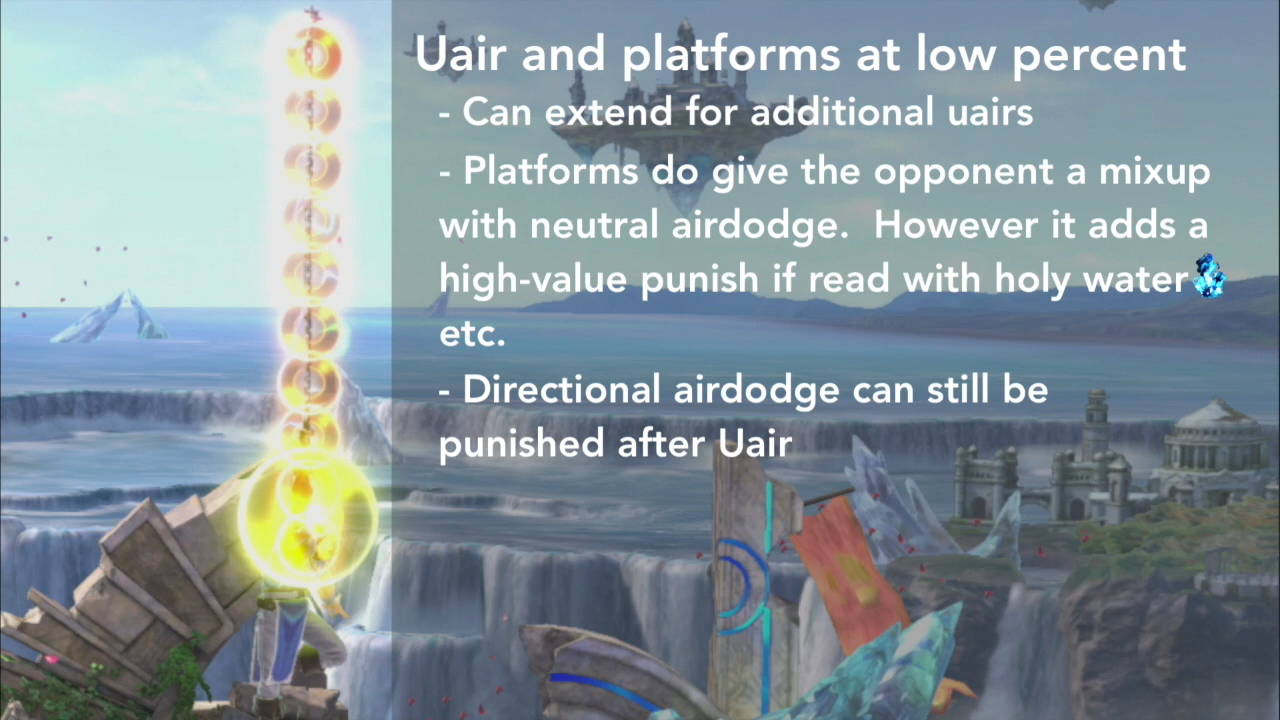 Uair and platforms at low percent
- Can extend for additional uairs
- Platforms do give the opponent a mixup
with neutral airdodge.  However it adds a
high-value punish if read with holy water
etc.
- Directional airdodge can still be
punished after Uair